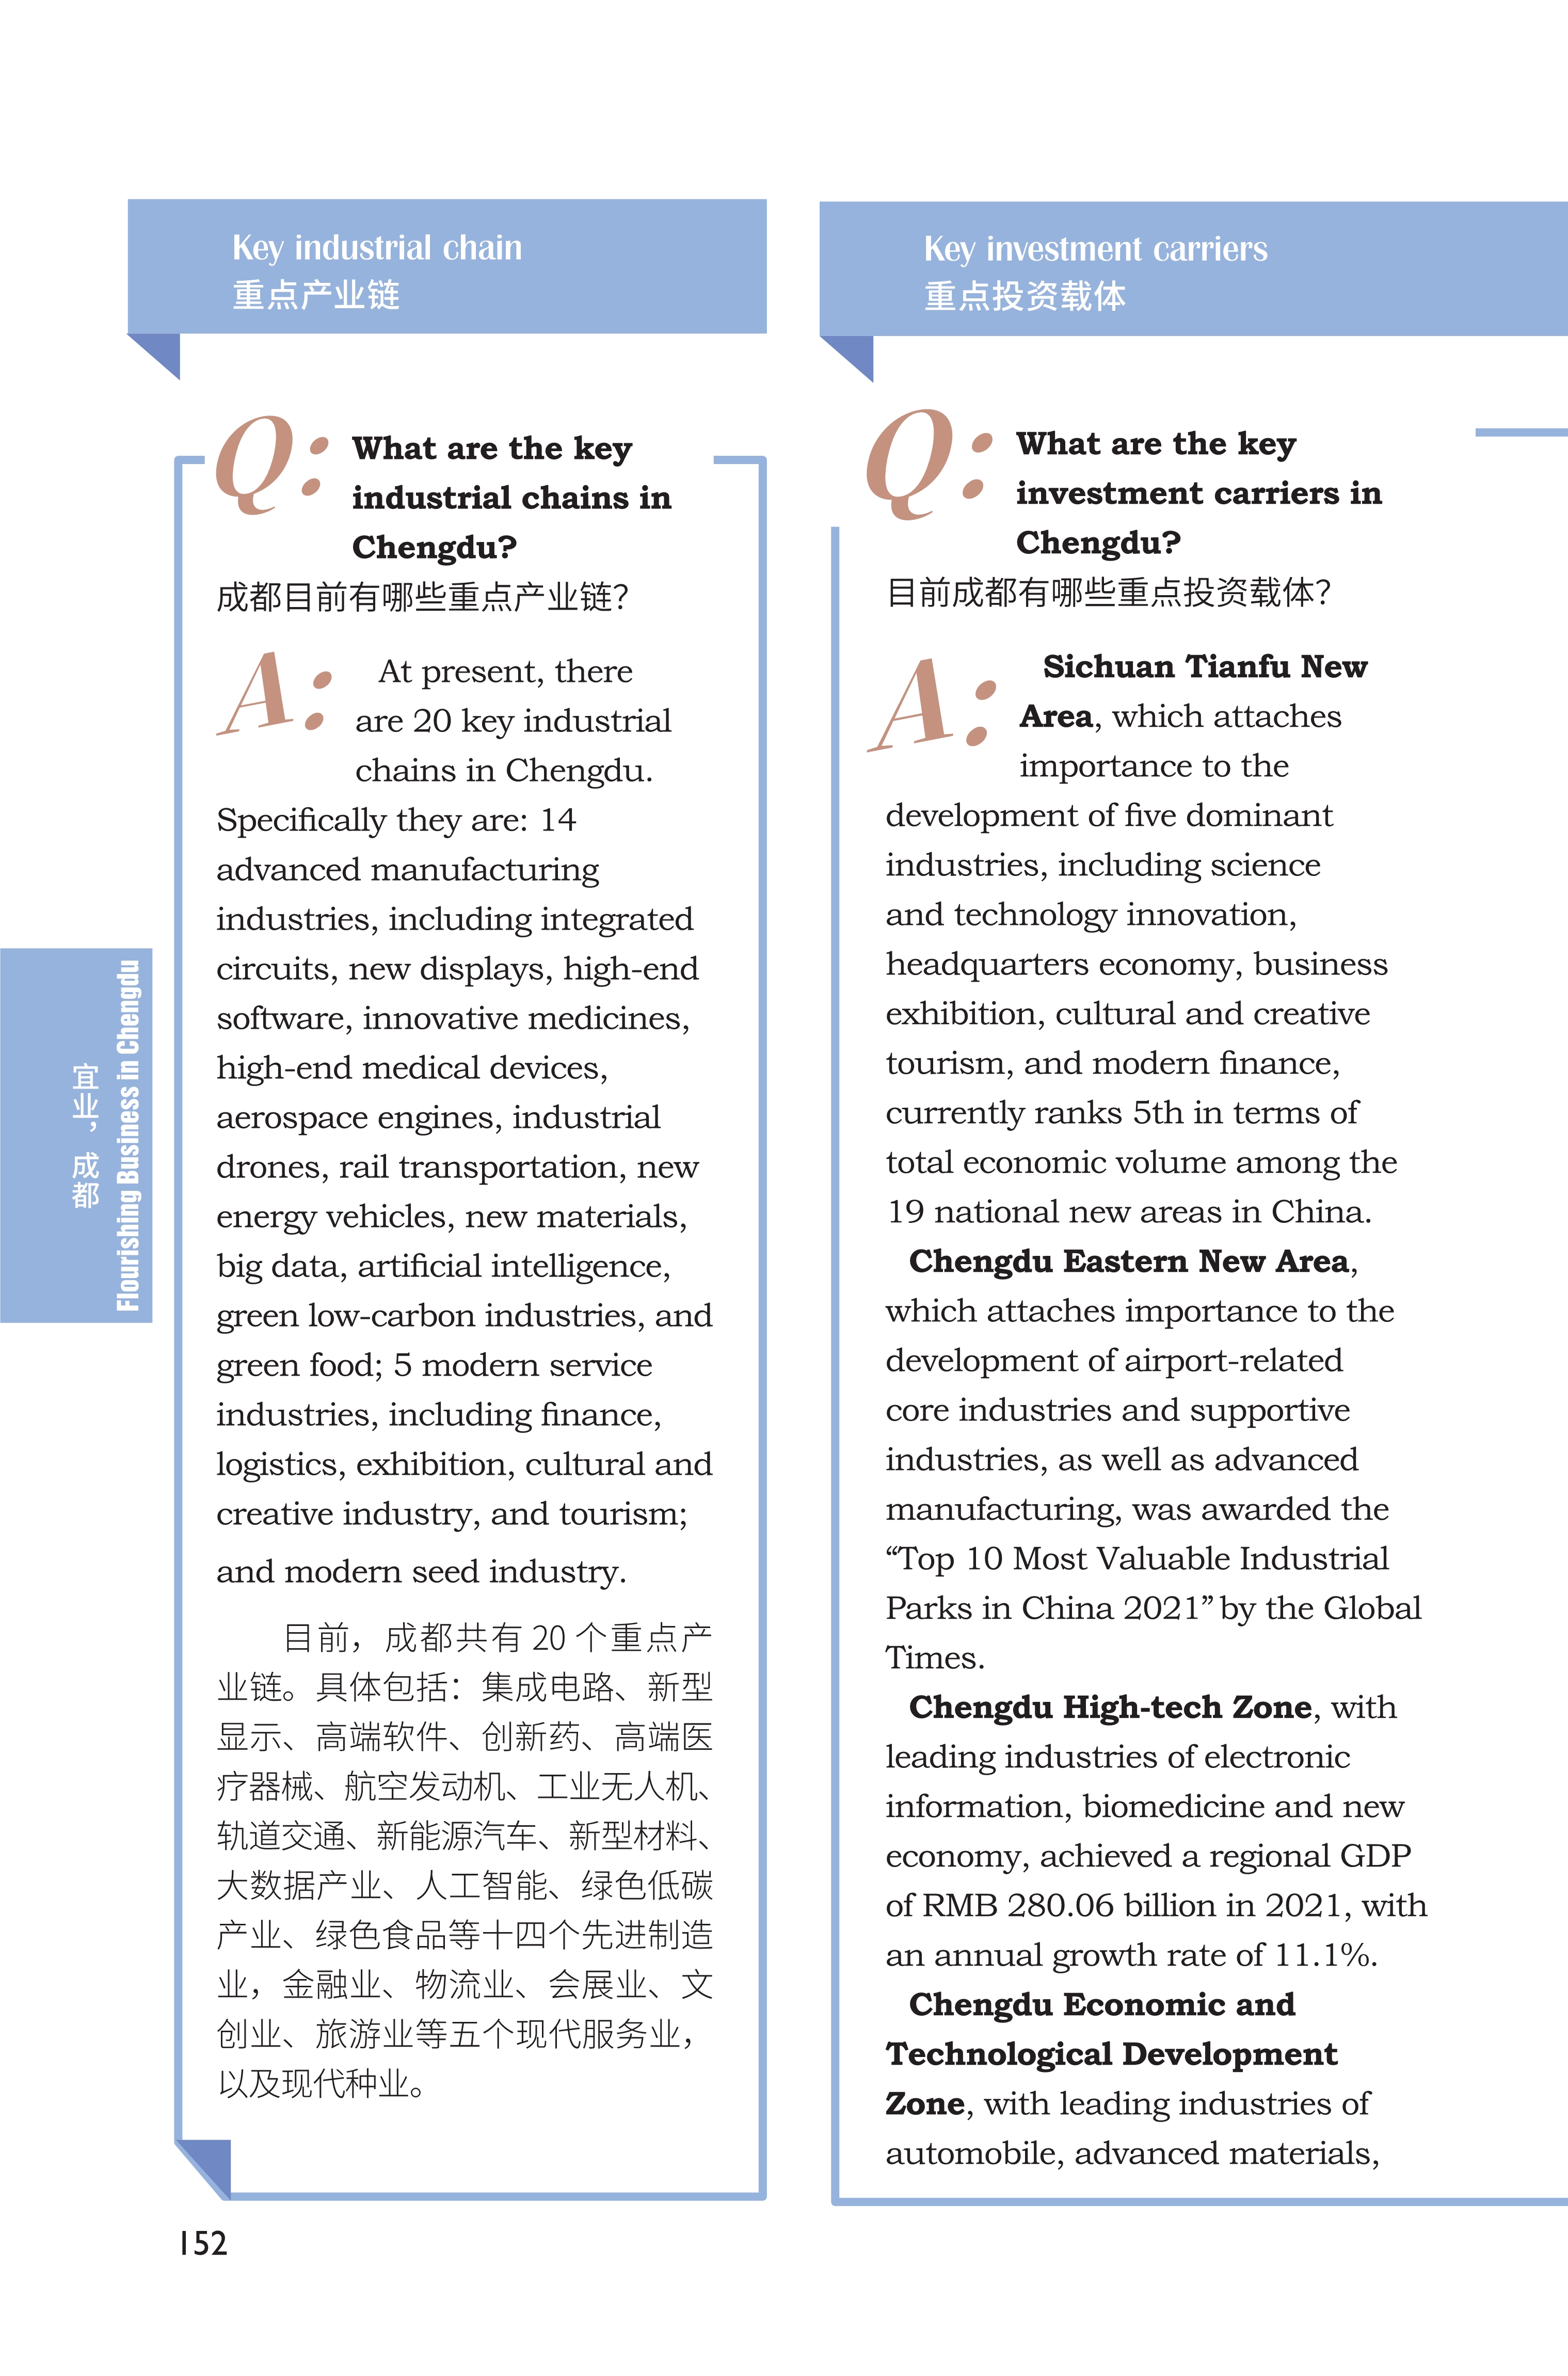 Key industrial chain
重点产业链
Q:
What are the key
industrial chains in
Chengdu?
成都目前有哪些重点产业链？
A:
At present, there
are 20 key industrial
chains in Chengdu.
Specifically they are: 14
advanced manufacturing
industries, including integrated
circuits, new displays, high-end
software, innovative medicines,
high-end medical devices,
aerospace engines, industrial
drones, rail transportation, new
energy vehicles, new materials,
big data, artificial intelligence,
green low-carbon industries, and
green food; 5 modern service
industries, including finance,
logistics, exhibition, cultural and
creative industry, and tourism;
and modern seed industry.
目前，成都共有 20 个重点产
业链。具体包括：集成电路、新型
显示、高端软件、创新药、高端医
疗器械、航空发动机、工业无人机、
轨道交通、新能源汽车、新型材料、
大数据产业、人工智能、绿色低碳
产业、绿色食品等十四个先进制造
业，金融业、物流业、会展业、文
创业、旅游业等五个现代服务业，
以及现代种业。
Key investment carriers
重点投资载体
Q:
What are the key
investment carriers in
Chengdu?
目前成都有哪些重点投资载体？
A:
Sichuan Tianfu New
Area, which attaches
importance to the
development of five dominant
industries, including science
and technology innovation,
headquarters economy, business
exhibition, cultural and creative
tourism, and modern finance,
currently ranks 5th in terms of
total economic volume among the
19 national new areas in China.
Chengdu Eastern New Area,
which attaches importance to the
development of airport-related
core industries and supportive
industries, as well as advanced
manufacturing, was awarded the
“Top 10 Most Valuable Industrial
Parks in China 2021” by the Global
Times.
Chengdu High-tech Zone, with
leading industries of electronic
information, biomedicine and new
economy, achieved a regional GDP
of RMB 280.06 billion in 2021, with
an annual growth rate of 11.1%.
Chengdu Economic and
Technological Development
Zone, with leading industries of
automobile, advanced materials,
宜业，成都
Flourishing Business in Chengdu
152